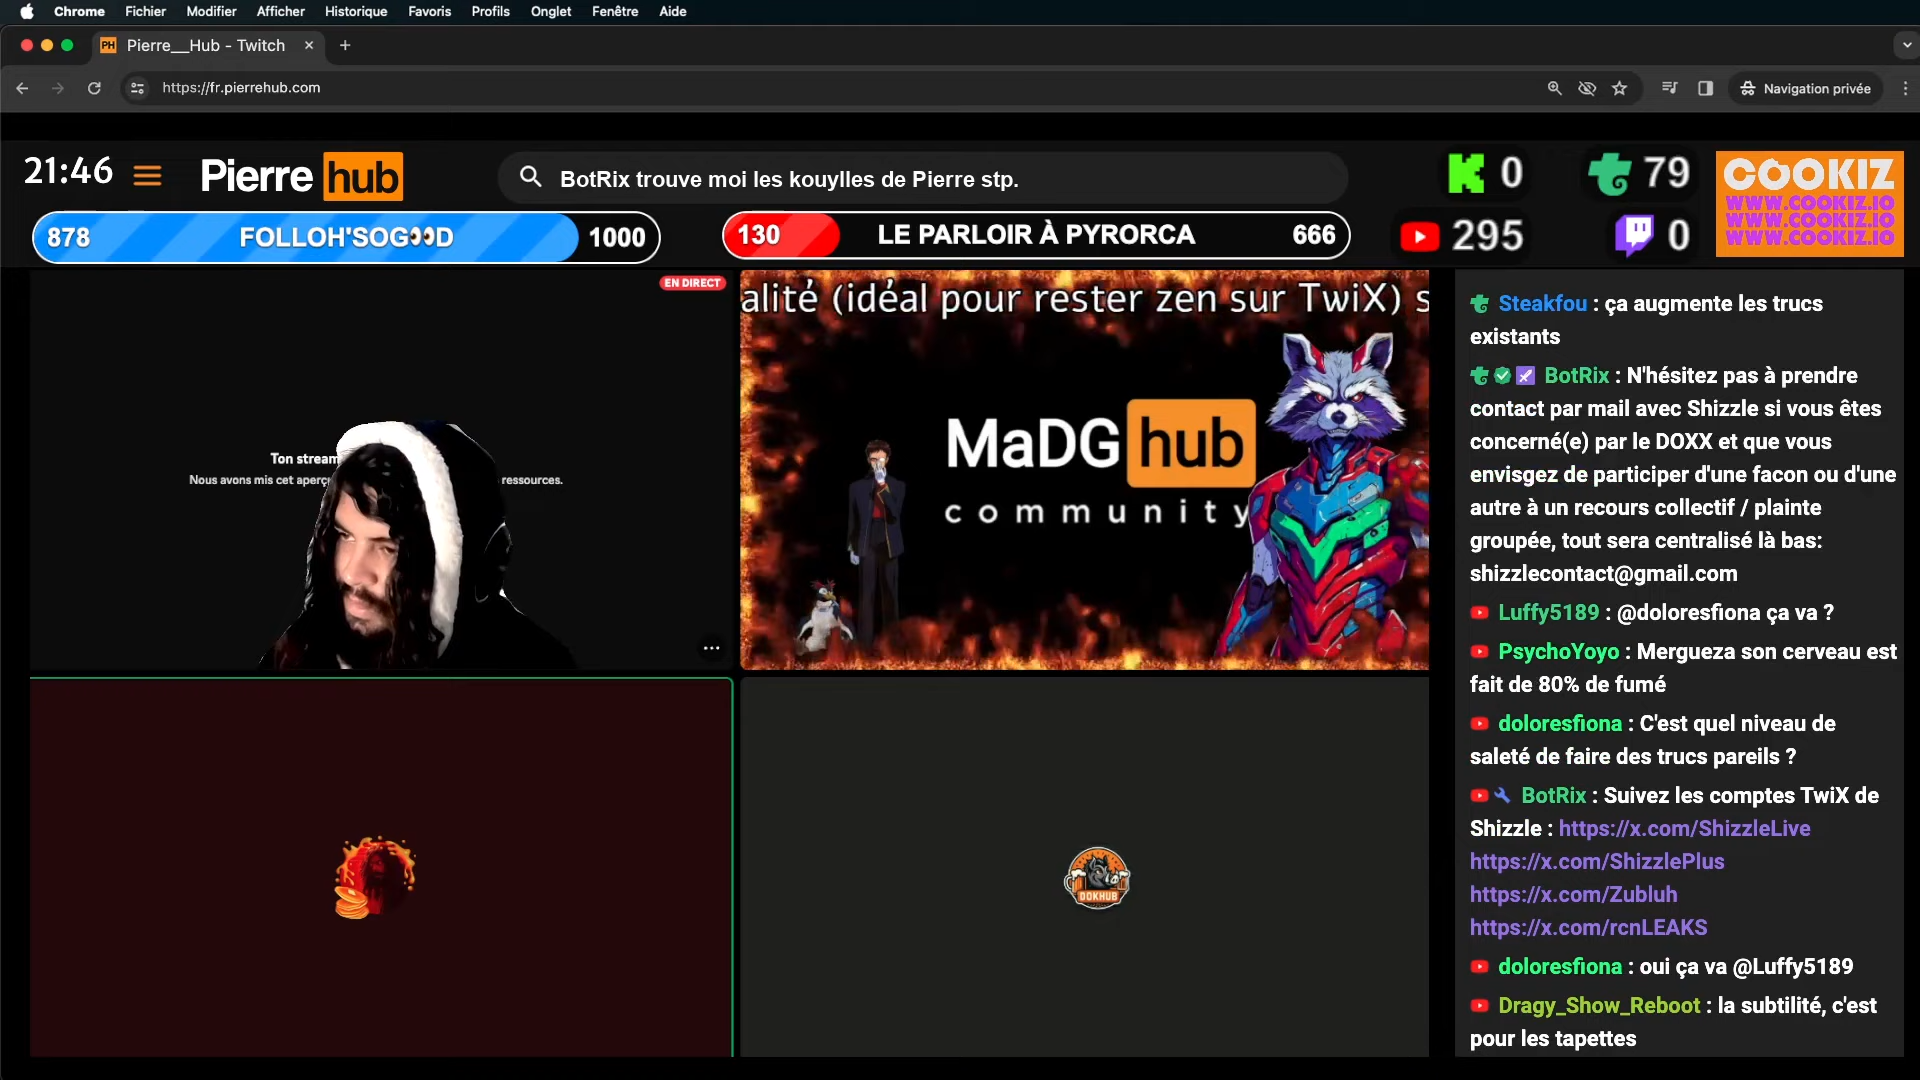 Chrome Fichier Modifier Afficher Historique Favoris Profils Onglet Fenêtre Aide
PH Pierre__Hub - Twitch
https://fr.pierrehub.com
Navigation privée
21:46
Pierre hub
BotRix trouve moi les kouylles de Pierre stp.
0
79
COOKIZ
WWW.COOKIZ.IO
WWW.COOKIZ.IO
WWW.COOKIZ.IO
878 FOLLOH'SOG👀D 1000
130 LE PARLOIR À PYRORCA 666
295
0
EN DIRECT
Ton stream
Nous avons mis cet aperç
ressources.
alité (idéal pour rester zen sur TwiX) s
MaDG hub
community
DOKHUB
Steakfou : ça augmente les trucs
existants
BotRix : N'hésitez pas à prendre
contact par mail avec Shizzle si vous êtes
concerné(e) par le DOXX et que vous
envisgez de participer d'une facon ou d'une
autre à un recours collectif / plainte
groupée, tout sera centralisé là bas:
shizzlecontact@gmail.com
Luffy5189 : @doloresfiona ça va ?
PsychoYoyo : Mergueza son cerveau est
fait de 80% de fumé
doloresfiona : C'est quel niveau de
saleté de faire des trucs pareils ?
BotRix : Suivez les comptes TwiX de
Shizzle : https://x.com/ShizzleLive
https://x.com/ShizzlePlus
https://x.com/Zubluh
https://x.com/rcnLEAKS
doloresfiona : oui ça va @Luffy5189
Dragy_Show_Reboot : la subtilité, c'est
pour les tapettes